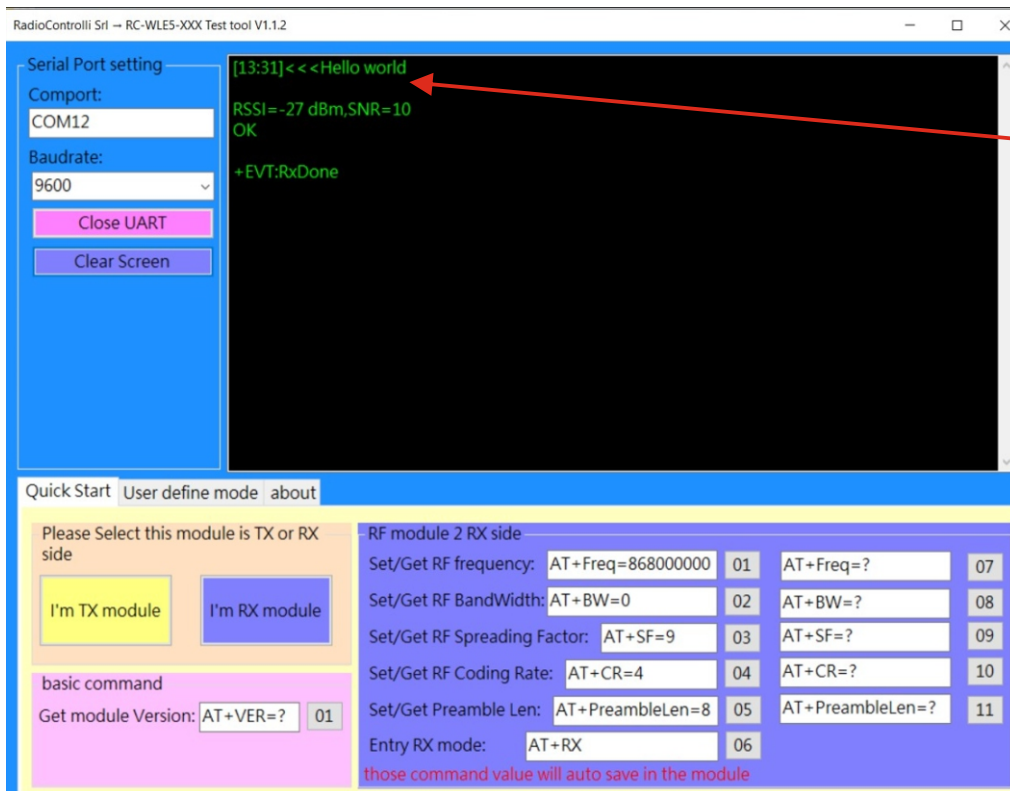 RadioControlli Srl → RC-WLE5-XXX Test tool V1.1.2
Serial Port setting
Comport:
COM12
Baudrate:
9600
Close UART
Clear Screen
[13:31]<<<Hello world
RSSI=-27 dBm,SNR=10
OK
+EVT:RxDone
Quick Start User define mode about
Please Select this module is TX or RX
side
I'm TX module I'm RX module
basic command
Get module Version: AT+VER=? 01
RF module 2 RX side
Set/Get RF frequency: AT+Freq=868000000 01 AT+Freq=? 07
Set/Get RF BandWidth: AT+BW=0 02 AT+BW=? 08
Set/Get RF Spreading Factor: AT+SF=9 03 AT+SF=? 09
Set/Get RF Coding Rate: AT+CR=4 04 AT+CR=? 10
Set/Get Preamble Len: AT+PreambleLen=8 05 AT+PreambleLen=? 11
Entry RX mode: AT+RX 06
those command value will auto save in the module